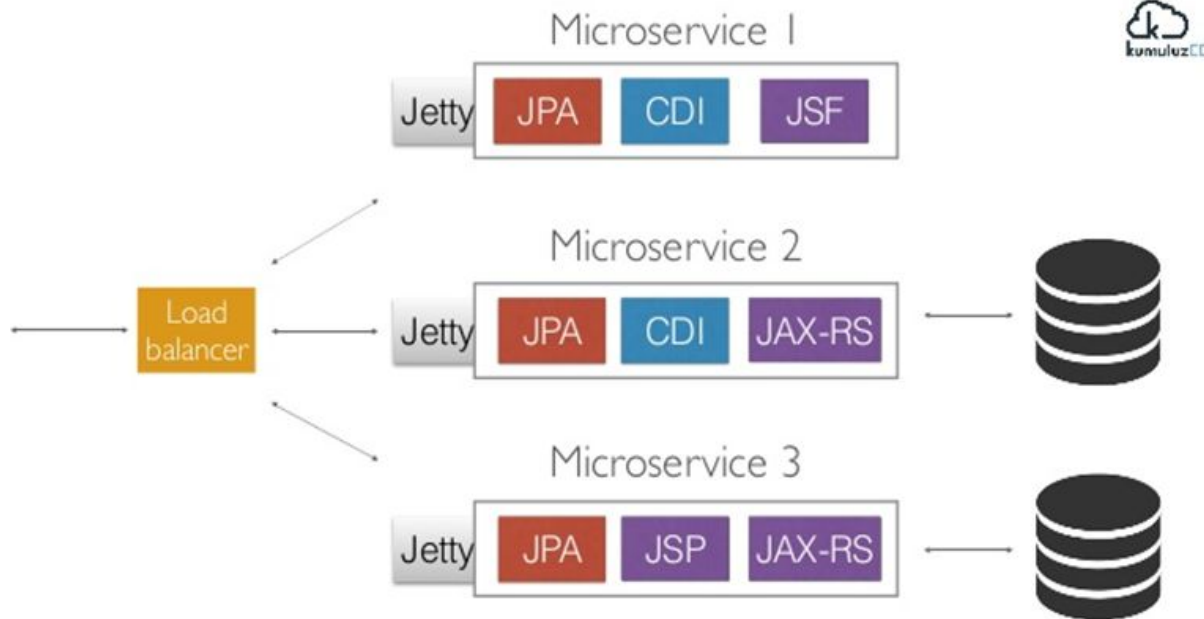 Microservice 1
kumuluzEE
Jetty JPA CDI JSF
Microservice 2
Load
balancer
Jetty JPA CDI JAX-RS
Microservice 3
Jetty JPA JSP JAX-RS